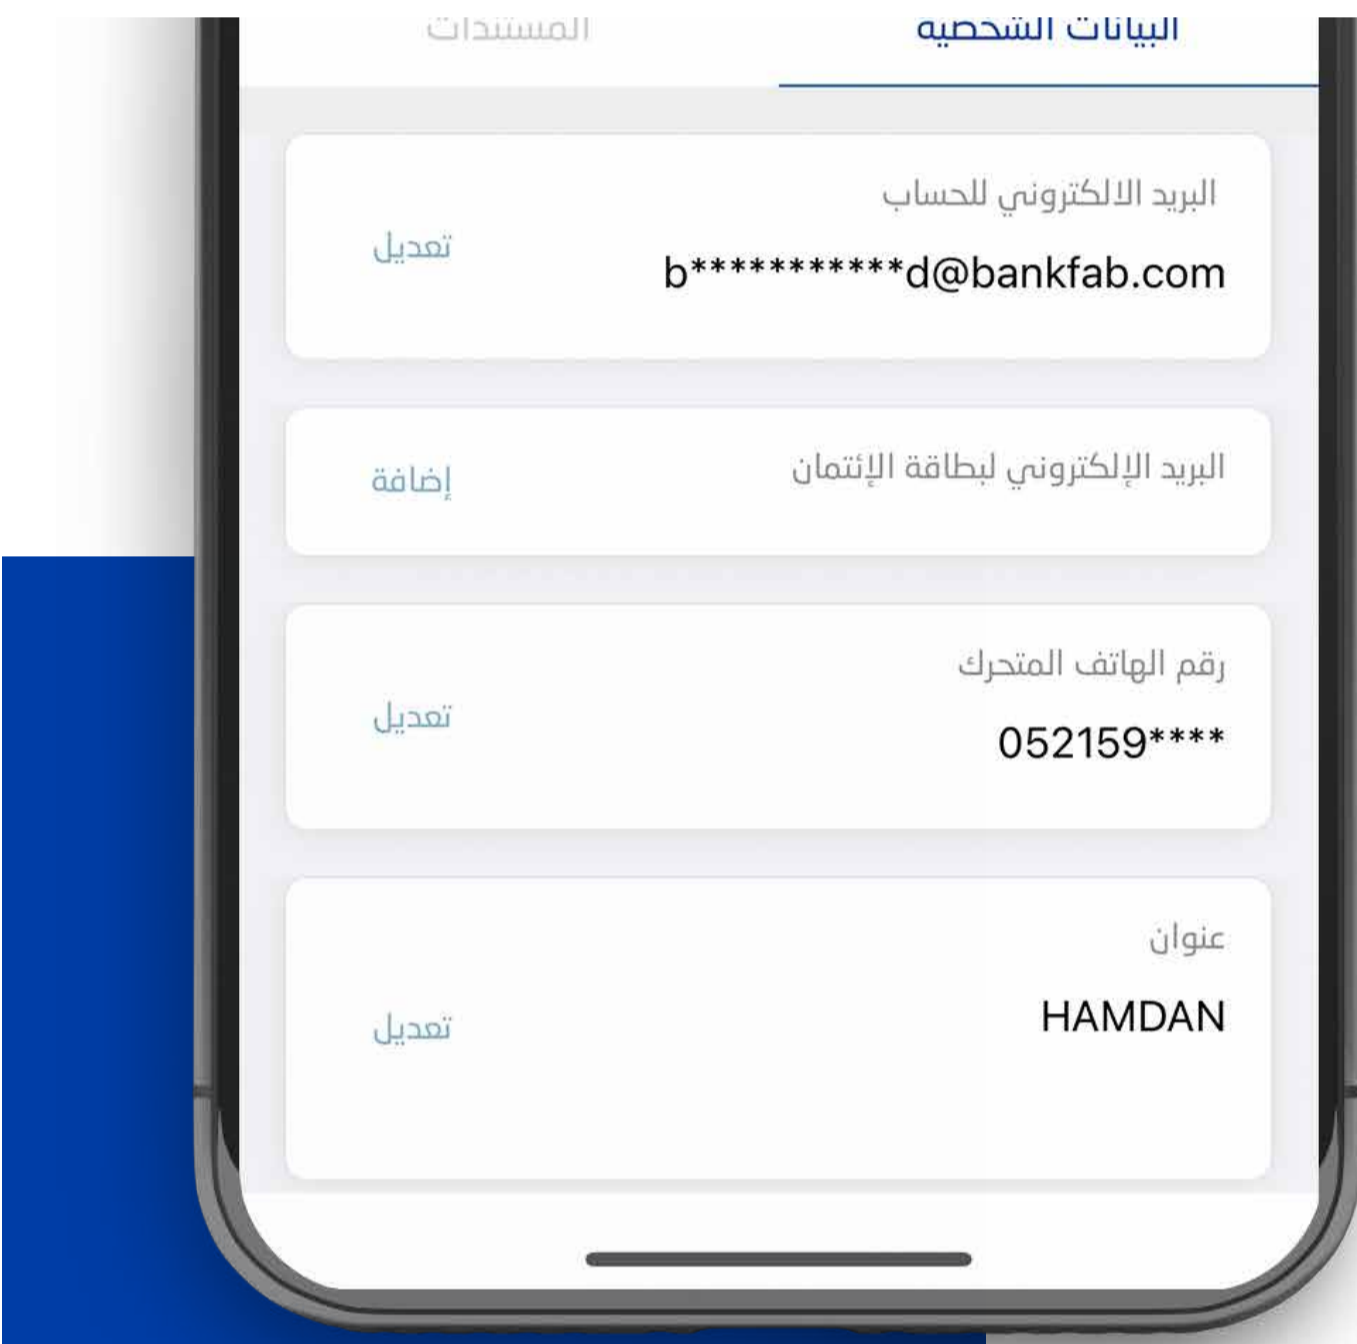 البيانات الشخصيه
المستندات
البريد الالكتروني للحساب
تعديل
b***********d@bankfab.com
البريد الإلكتروني لبطاقة الإئتمان
إضافة
رقم الهاتف المتحرك
تعديل
052159****
عنوان
HAMDAN
تعديل